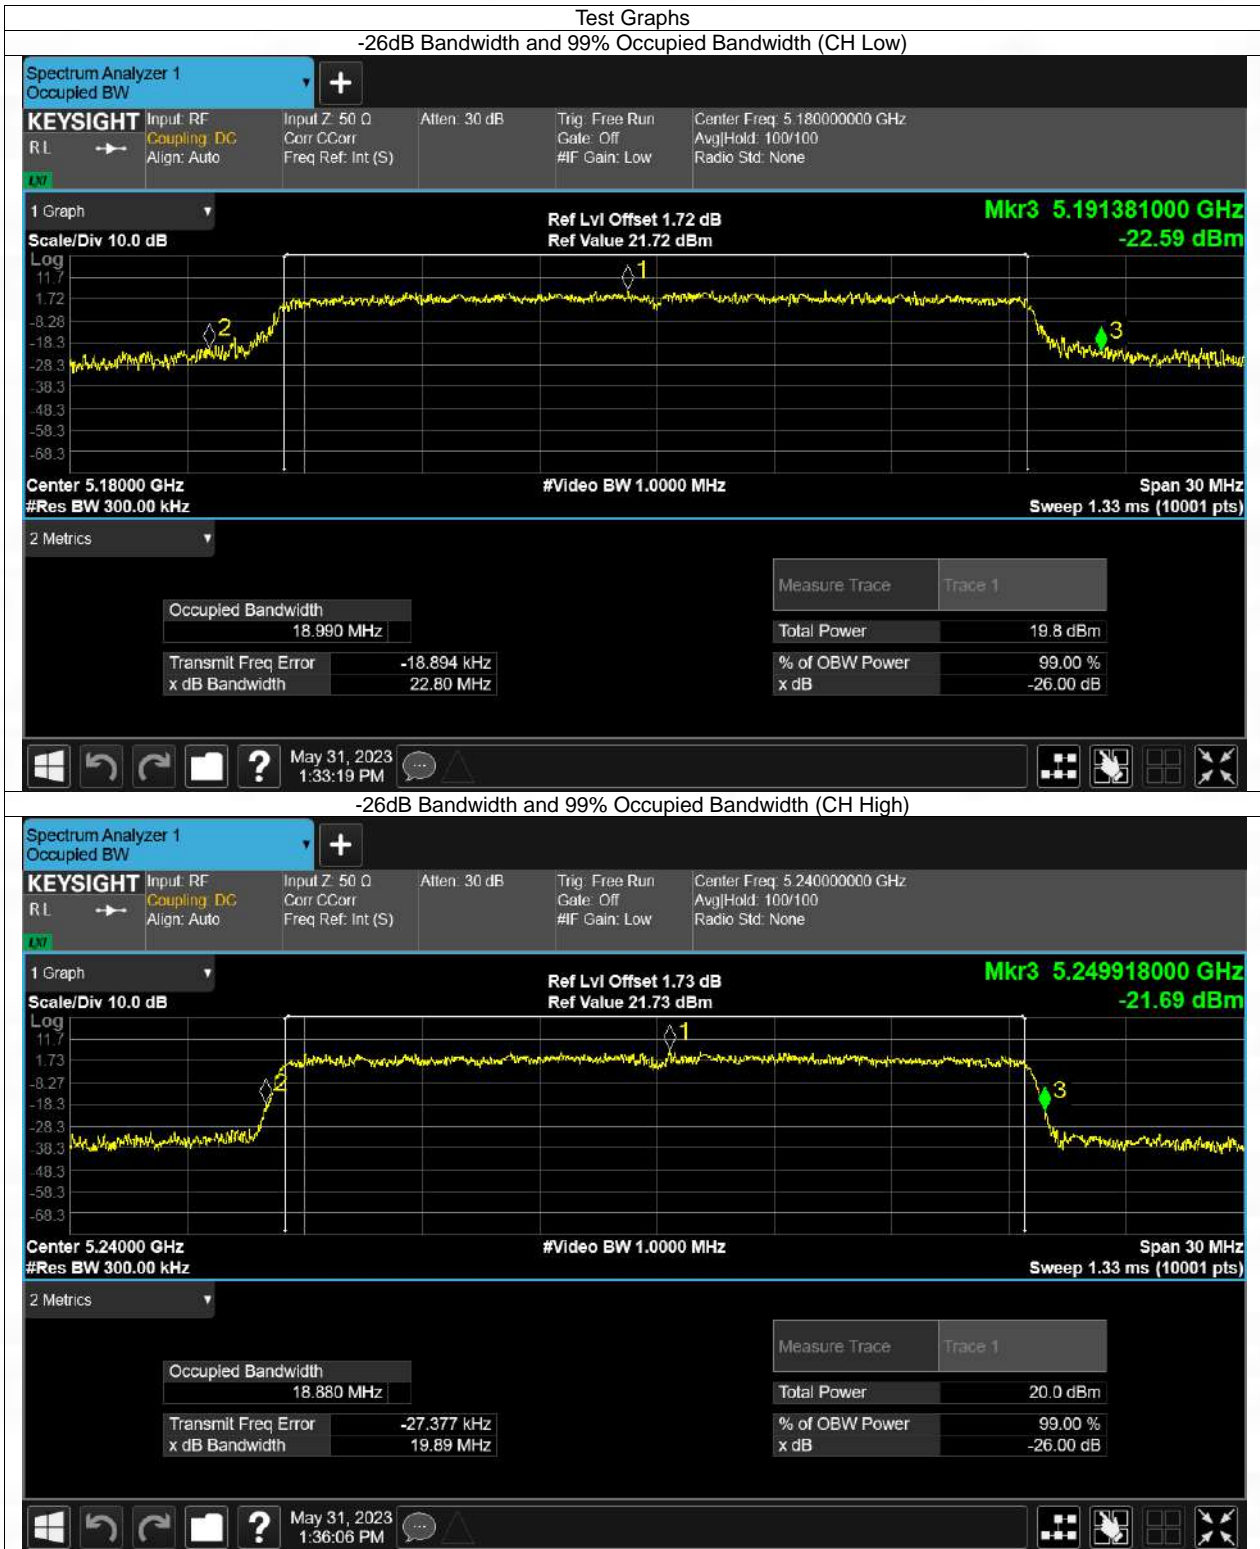 Test Graphs
-26dB Bandwidth and 99% Occupied Bandwidth (CH Low)
Spectrum Analyzer 1
Occupied BW
+
KEYSIGHT
R L
LXI
Input: RF
Coupling: DC
Align: Auto
Input Z: 50 Ω
Corr CCorr
Freq Ref: Int (S)
Atten: 30 dB
Trig: Free Run
Gate: Off
#IF Gain: Low
Center Freq: 5.180000000 GHz
Avg|Hold: 100/100
Radio Std: None
1 Graph
Scale/Div 10.0 dB
Ref Lvl Offset 1.72 dB
Ref Value 21.72 dBm
Mkr3 5.191381000 GHz
-22.59 dBm
Log
11.7
1.72
-8.28
-18.3
-28.3
-38.3
-48.3
-58.3
-68.3
1
2
3
Center 5.18000 GHz
#Res BW 300.00 kHz
#Video BW 1.0000 MHz
Span 30 MHz
Sweep 1.33 ms (10001 pts)
2 Metrics
Measure Trace Trace 1
Occupied Bandwidth
18.990 MHz
Total Power 19.8 dBm
Transmit Freq Error -18.894 kHz
x dB Bandwidth 22.80 MHz
% of OBW Power 99.00 %
x dB -26.00 dB
?
May 31, 2023
1:33:19 PM
-26dB Bandwidth and 99% Occupied Bandwidth (CH High)
Spectrum Analyzer 1
Occupied BW
+
KEYSIGHT
R L
LXI
Input: RF
Coupling: DC
Align: Auto
Input Z: 50 Ω
Corr CCorr
Freq Ref: Int (S)
Atten: 30 dB
Trig: Free Run
Gate: Off
#IF Gain: Low
Center Freq: 5.240000000 GHz
Avg|Hold: 100/100
Radio Std: None
1 Graph
Scale/Div 10.0 dB
Ref Lvl Offset 1.73 dB
Ref Value 21.73 dBm
Mkr3 5.249918000 GHz
-21.69 dBm
Log
11.7
1.73
-8.27
-18.3
-28.3
-38.3
-48.3
-58.3
-68.3
1
2
3
Center 5.24000 GHz
#Res BW 300.00 kHz
#Video BW 1.0000 MHz
Span 30 MHz
Sweep 1.33 ms (10001 pts)
2 Metrics
Measure Trace Trace 1
Occupied Bandwidth
18.880 MHz
Total Power 20.0 dBm
Transmit Freq Error -27.377 kHz
x dB Bandwidth 19.89 MHz
% of OBW Power 99.00 %
x dB -26.00 dB
?
May 31, 2023
1:36:06 PM